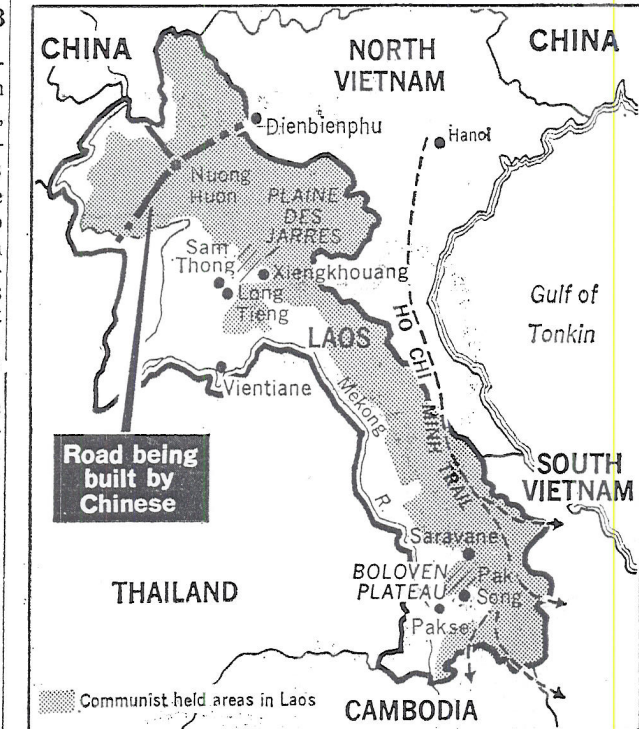 CHINA
NORTH
VIETNAM
CHINA
Dienbienphu
Hanoi
Nuong
Huon
PLAINE
DES
JARRES
Sam
Thong
Xiengkhouang
Long
Tieng
Gulf of
Tonkin
LAOS
HO CHI MINH TRAIL
Vientiane
Mekong
R.
Road being
built by
Chinese
SOUTH
VIETNAM
Saravane
THAILAND
BOLOVEN
PLATEAU
Pak
Song
Pakse
Communist held areas in Laos
CAMBODIA